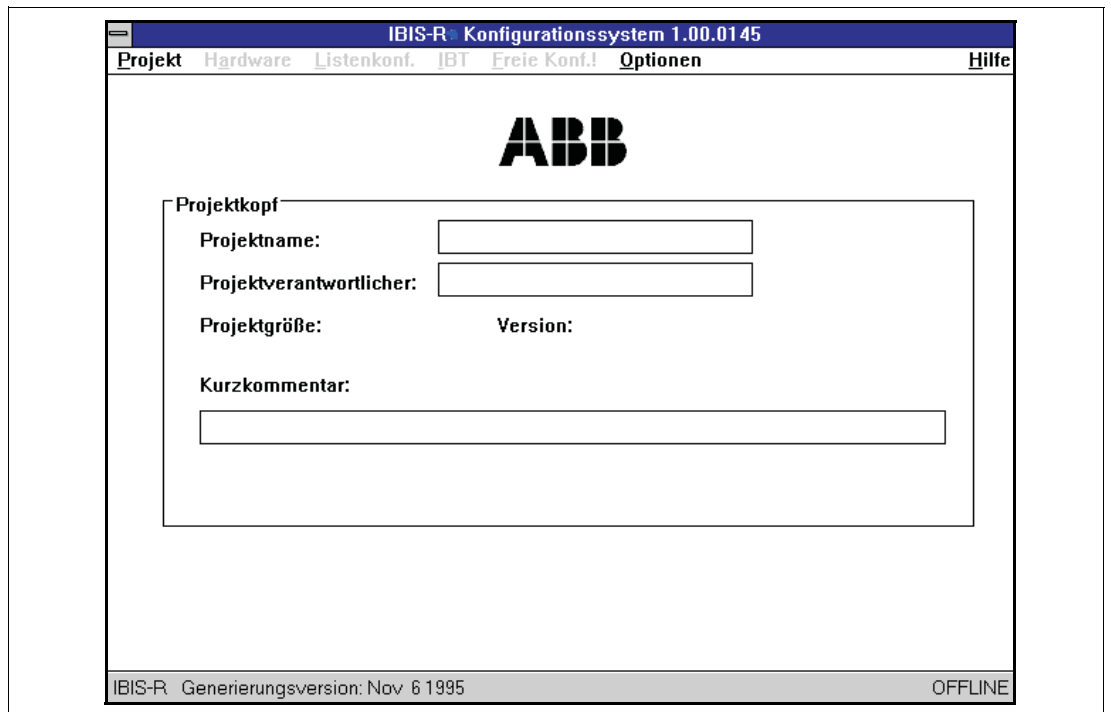 IBIS-R Konfigurationssystem 1.00.0145
Projekt Hardware Listenkonf. IBT Freie Konf.! Optionen Hilfe
ABB
Projektkopf
Projektname:
Projektverantwortlicher:
Projektgröße: Version:
Kurzkommentar:
IBIS-R Generierungsversion: Nov 6 1995 OFFLINE